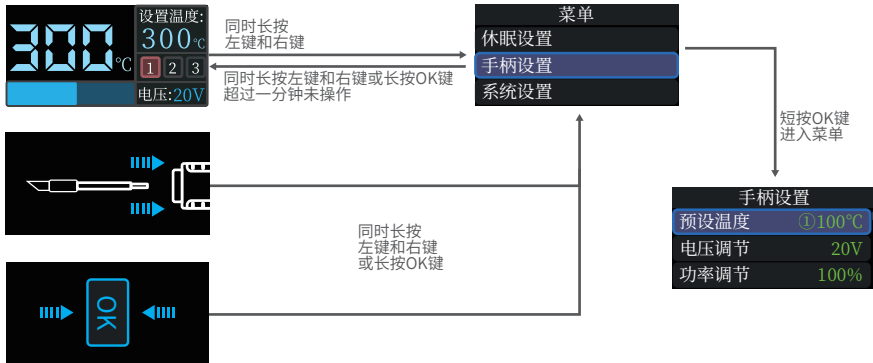 300℃
设置温度:
300℃
1 2 3
电压:20V
同时长按
左键和右键
同时长按左键和右键或长按OK键
超过一分钟未操作
菜单
休眠设置
手柄设置
系统设置
短按OK键
进入菜单
同时长按
左键和右键
或长按OK键
OK
手柄设置
预设温度 ①100℃
电压调节 20V
功率调节 100%